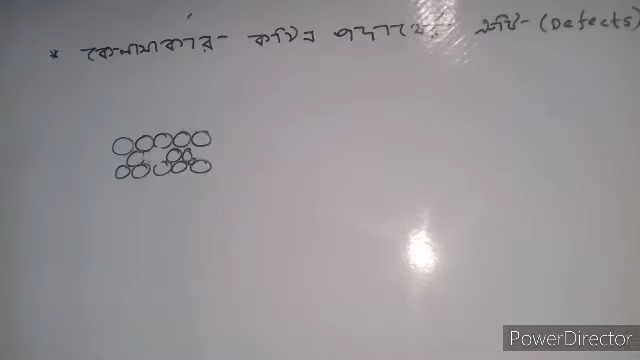 * কেলাসাকার - কঠিন পদার্থের ত্রুটি - (Defects)
PowerDirector